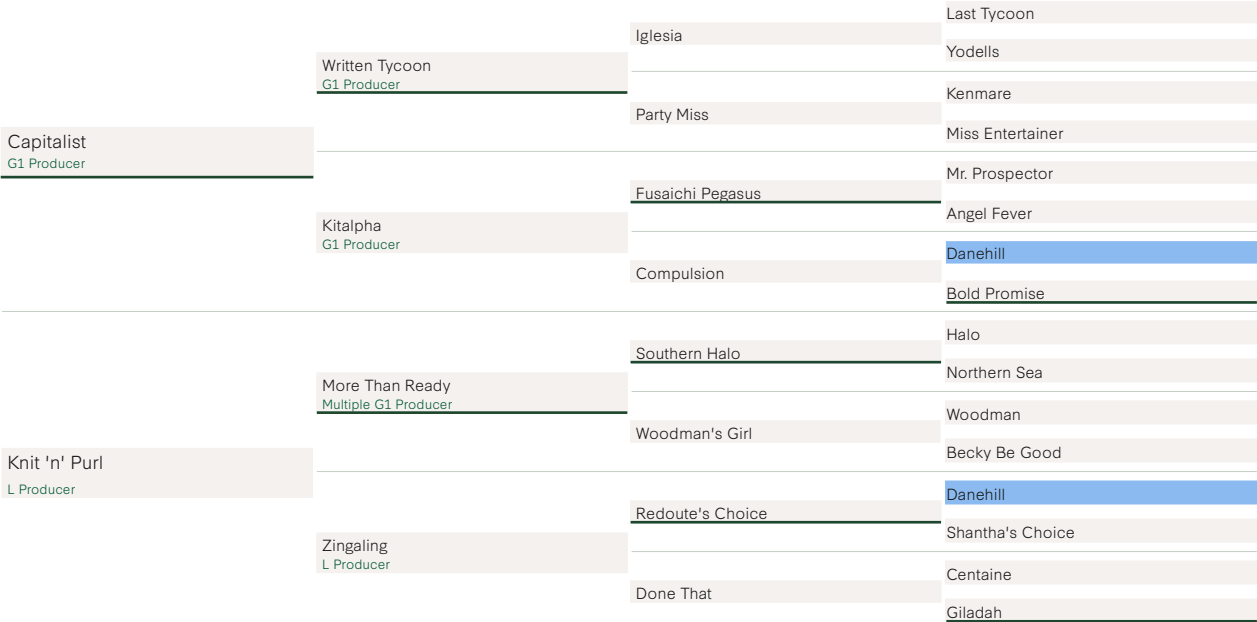 Capitalist
G1 Producer
Knit 'n' Purl
L Producer
Written Tycoon
G1 Producer
Kitalpha
G1 Producer
More Than Ready
Multiple G1 Producer
Zingaling
L Producer
Iglesia
Party Miss
Fusaichi Pegasus
Compulsion
Southern Halo
Woodman's Girl
Redoute's Choice
Done That
Last Tycoon
Yodells
Kenmare
Miss Entertainer
Mr. Prospector
Angel Fever
Danehill
Bold Promise
Halo
Northern Sea
Woodman
Becky Be Good
Danehill
Shantha's Choice
Centaine
Giladah